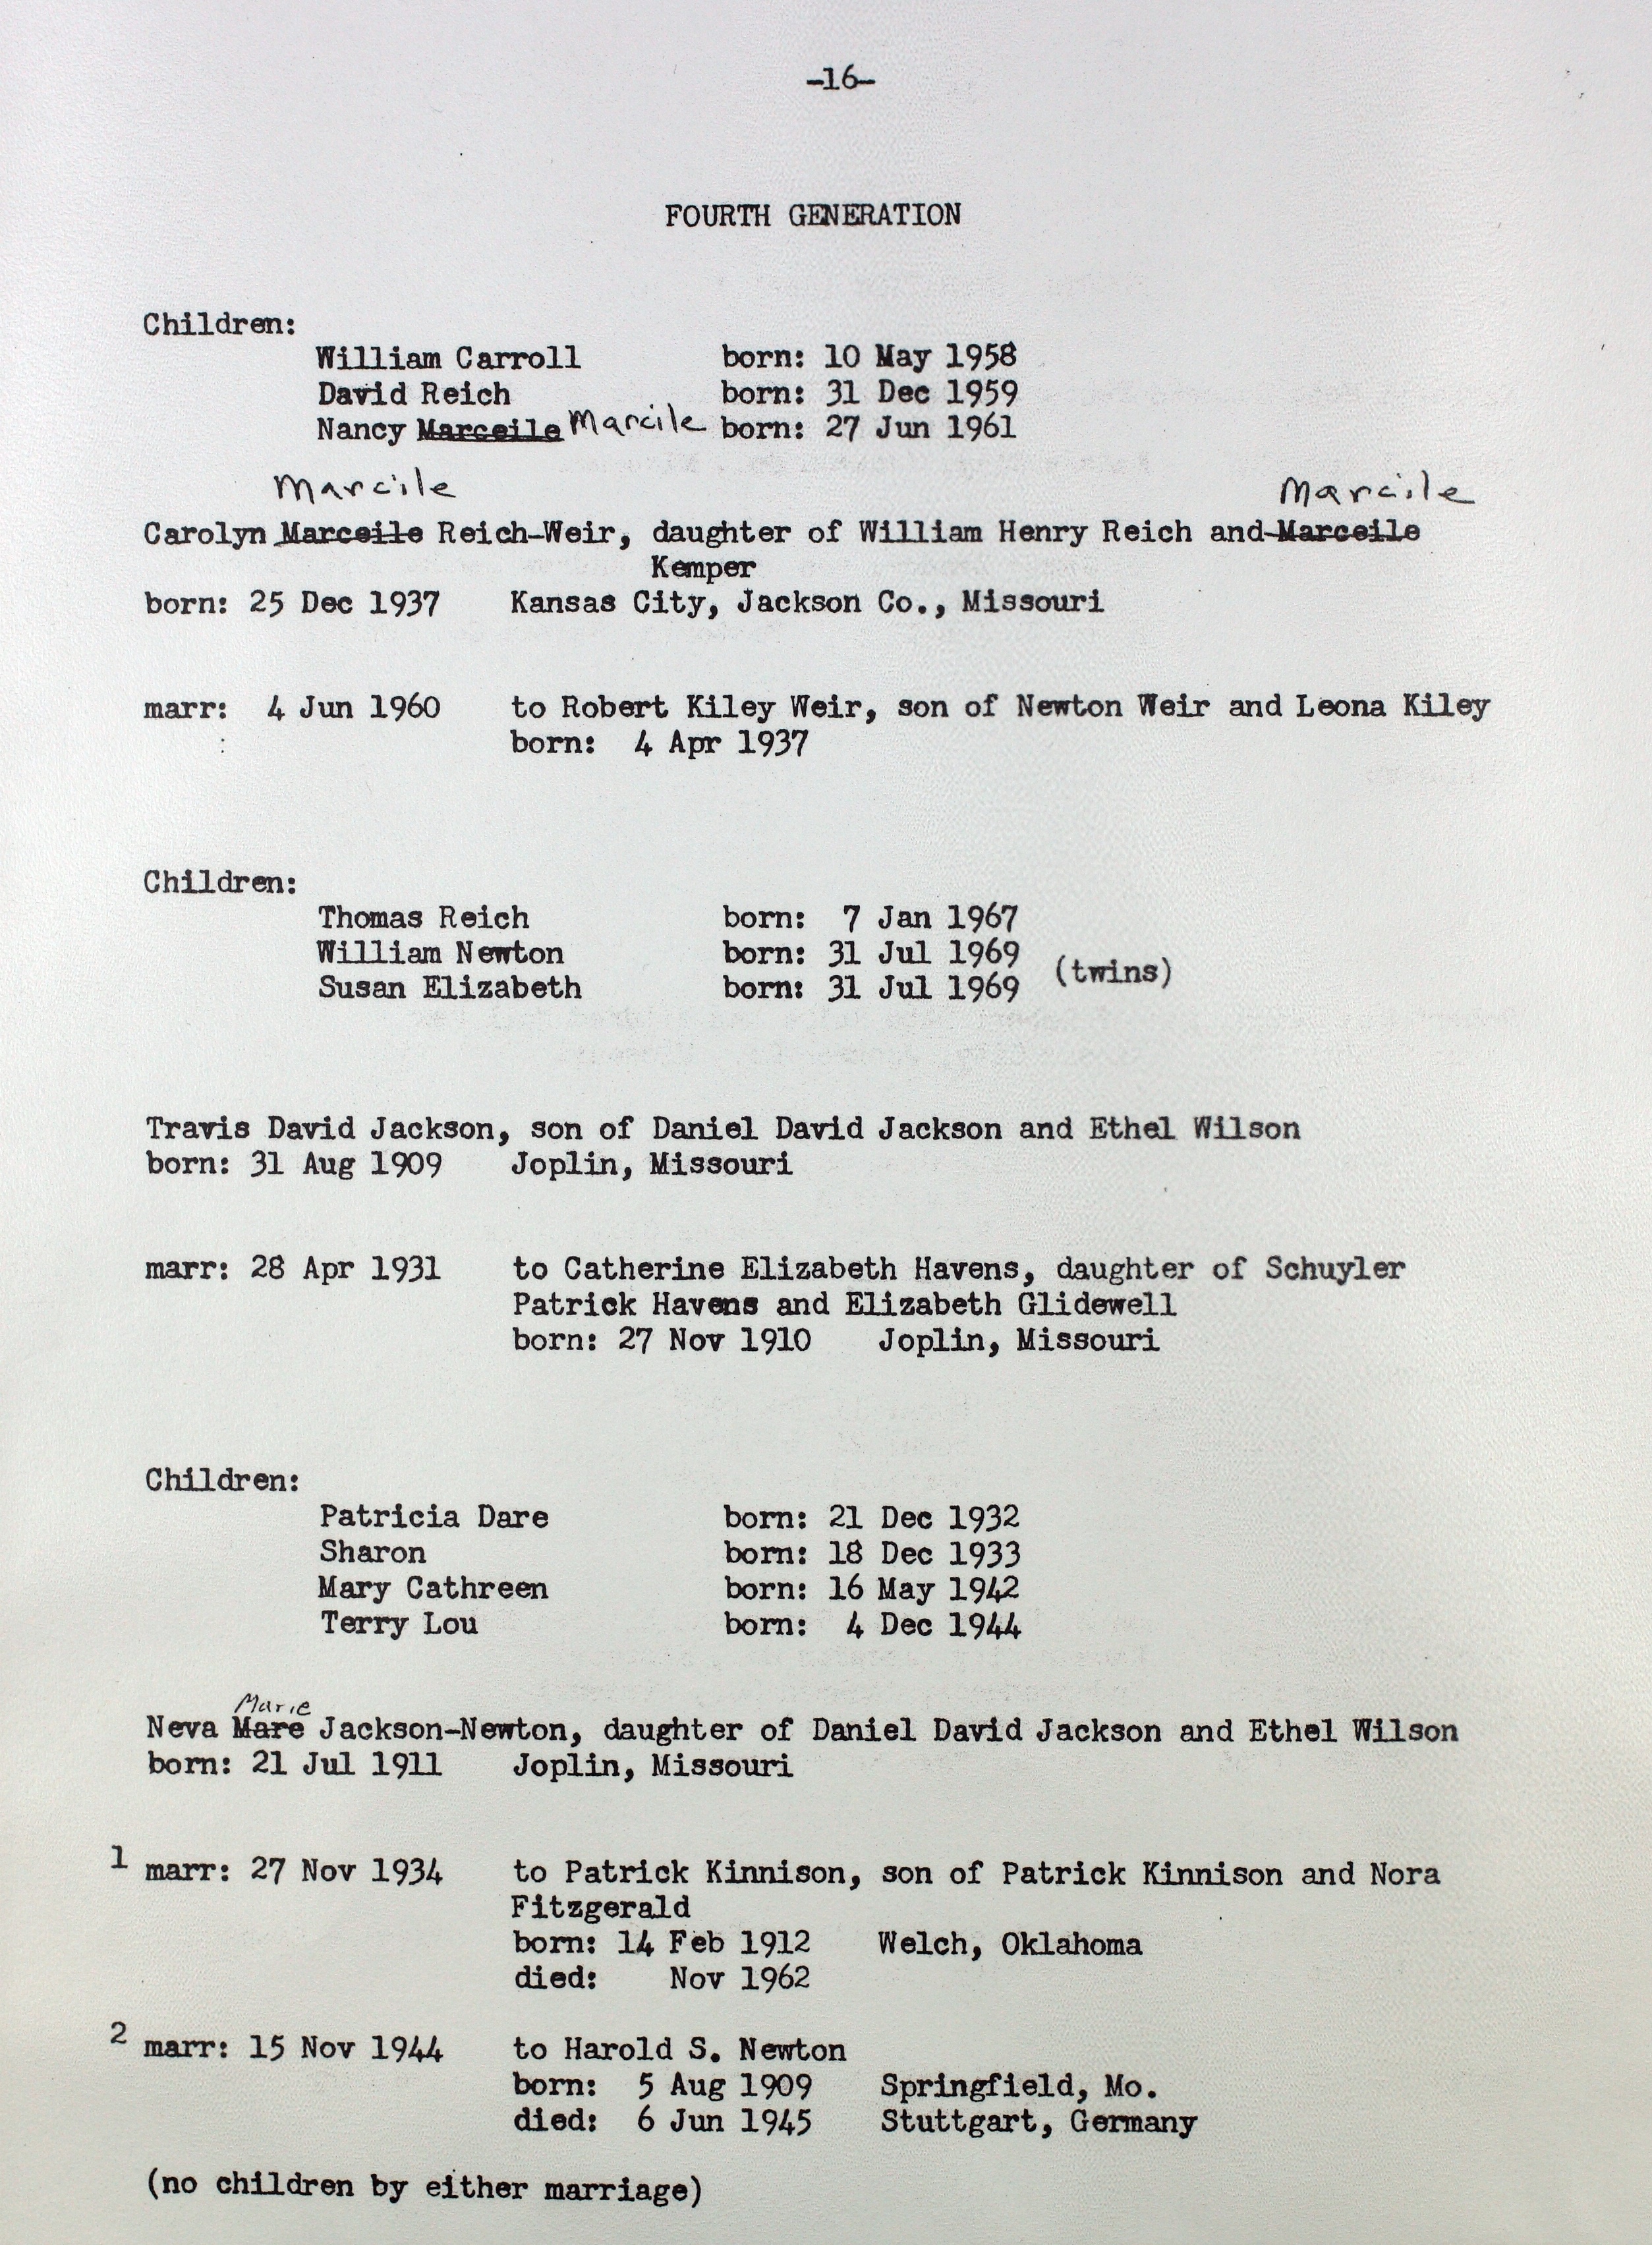 -16-
FOURTH GENERATION
Children:
William Carroll born: 10 May 1958
David Reich born: 31 Dec 1959
Nancy Marceile Marcile born: 27 Jun 1961
Marcile Marcile
Carolyn Marceile Reich-Weir, daughter of William Henry Reich and Marceile
Kemper
born: 25 Dec 1937 Kansas City, Jackson Co., Missouri
marr: 4 Jun 1960 to Robert Kiley Weir, son of Newton Weir and Leona Kiley
born: 4 Apr 1937
Children:
Thomas Reich born: 7 Jan 1967
William Newton born: 31 Jul 1969
(twins)
Susan Elizabeth born: 31 Jul 1969
Travis David Jackson, son of Daniel David Jackson and Ethel Wilson
born: 31 Aug 1909 Joplin, Missouri
marr: 28 Apr 1931 to Catherine Elizabeth Havens, daughter of Schuyler
Patrick Havens and Elizabeth Glidewell
born: 27 Nov 1910 Joplin, Missouri
Children:
Patricia Dare born: 21 Dec 1932
Sharon born: 18 Dec 1933
Mary Cathreen born: 16 May 1942
Terry Lou born: 4 Dec 1944
Marie
Neva Mare Jackson-Newton, daughter of Daniel David Jackson and Ethel Wilson
born: 21 Jul 1911 Joplin, Missouri
1 marr: 27 Nov 1934 to Patrick Kinnison, son of Patrick Kinnison and Nora
Fitzgerald
born: 14 Feb 1912 Welch, Oklahoma
died: Nov 1962
2 marr: 15 Nov 1944 to Harold S. Newton
born: 5 Aug 1909 Springfield, Mo.
died: 6 Jun 1945 Stuttgart, Germany
(no children by either marriage)